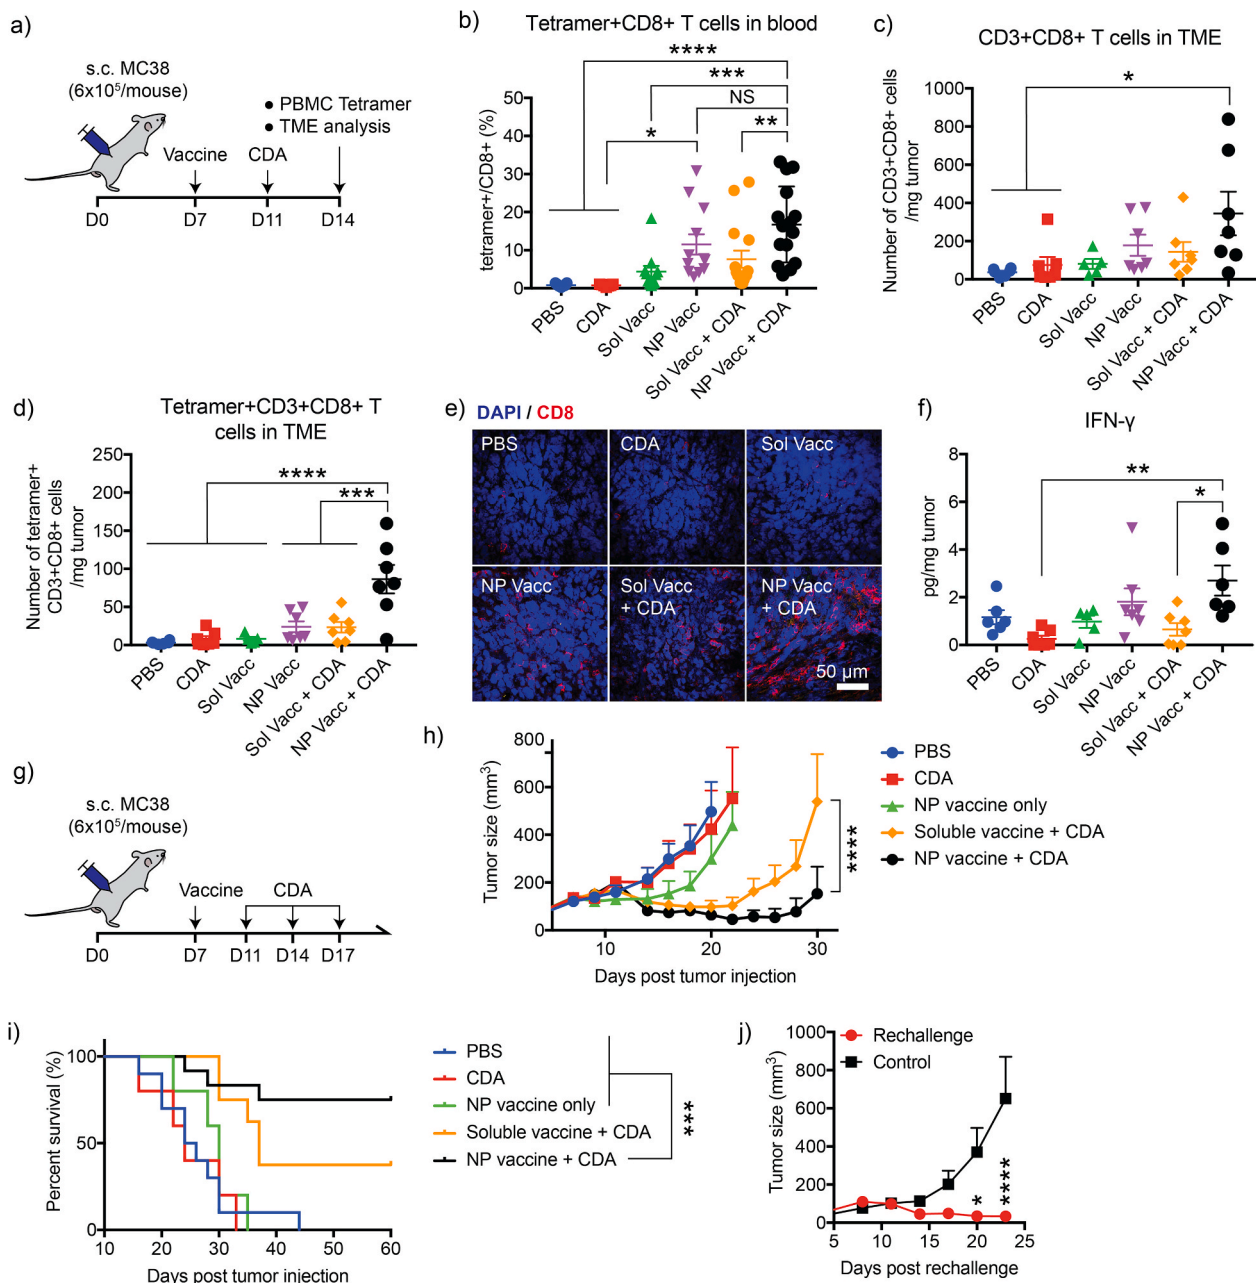 a)
s.c. MC38
(6x10⁵/mouse)
● PBMC Tetramer
● TME analysis
Vaccine
CDA
D0
D7
D11
D14
b)
Tetramer+CD8+ T cells in blood
****
***
NS
*
**
tetramer+/CD8+ (%)
50
40
30
20
10
0
PBS
CDA
Sol Vacc
NP Vacc
Sol Vacc + CDA
NP Vacc + CDA
c)
CD3+CD8+ T cells in TME
*
Number of CD3+CD8+ cells
/mg tumor
1000
800
600
400
200
0
PBS
CDA
Sol Vacc
NP Vacc
Sol Vacc + CDA
NP Vacc + CDA
d)
Tetramer+CD3+CD8+ T
cells in TME
****
***
Number of tetramer+
CD3+CD8+ cells
/mg tumor
250
200
150
100
50
0
PBS
CDA
Sol Vacc
NP Vacc
Sol Vacc + CDA
NP Vacc + CDA
e)
DAPI / CD8
PBS
CDA
Sol Vacc
NP Vacc
Sol Vacc
+ CDA
NP Vacc
+ CDA
50 µm
f)
IFN-γ
**
*
pg/mg tumor
8
6
4
2
0
PBS
CDA
Sol Vacc
NP Vacc
Sol Vacc + CDA
NP Vacc + CDA
g)
s.c. MC38
(6x10⁵/mouse)
Vaccine
CDA
D0
D7
D11
D14
D17
h)
Tumor size (mm³)
800
600
400
200
0
10
20
30
Days post tumor injection
****
PBS
CDA
NP vaccine only
Soluble vaccine + CDA
NP vaccine + CDA
i)
Percent survival (%)
100
50
0
10
20
30
40
50
60
Days post tumor injection
PBS
CDA
NP vaccine only
Soluble vaccine + CDA
NP vaccine + CDA
***
j)
Tumor size (mm³)
1000
800
600
400
200
0
Rechallenge
Control
*
****
5
10
15
20
25
Days post rechallenge